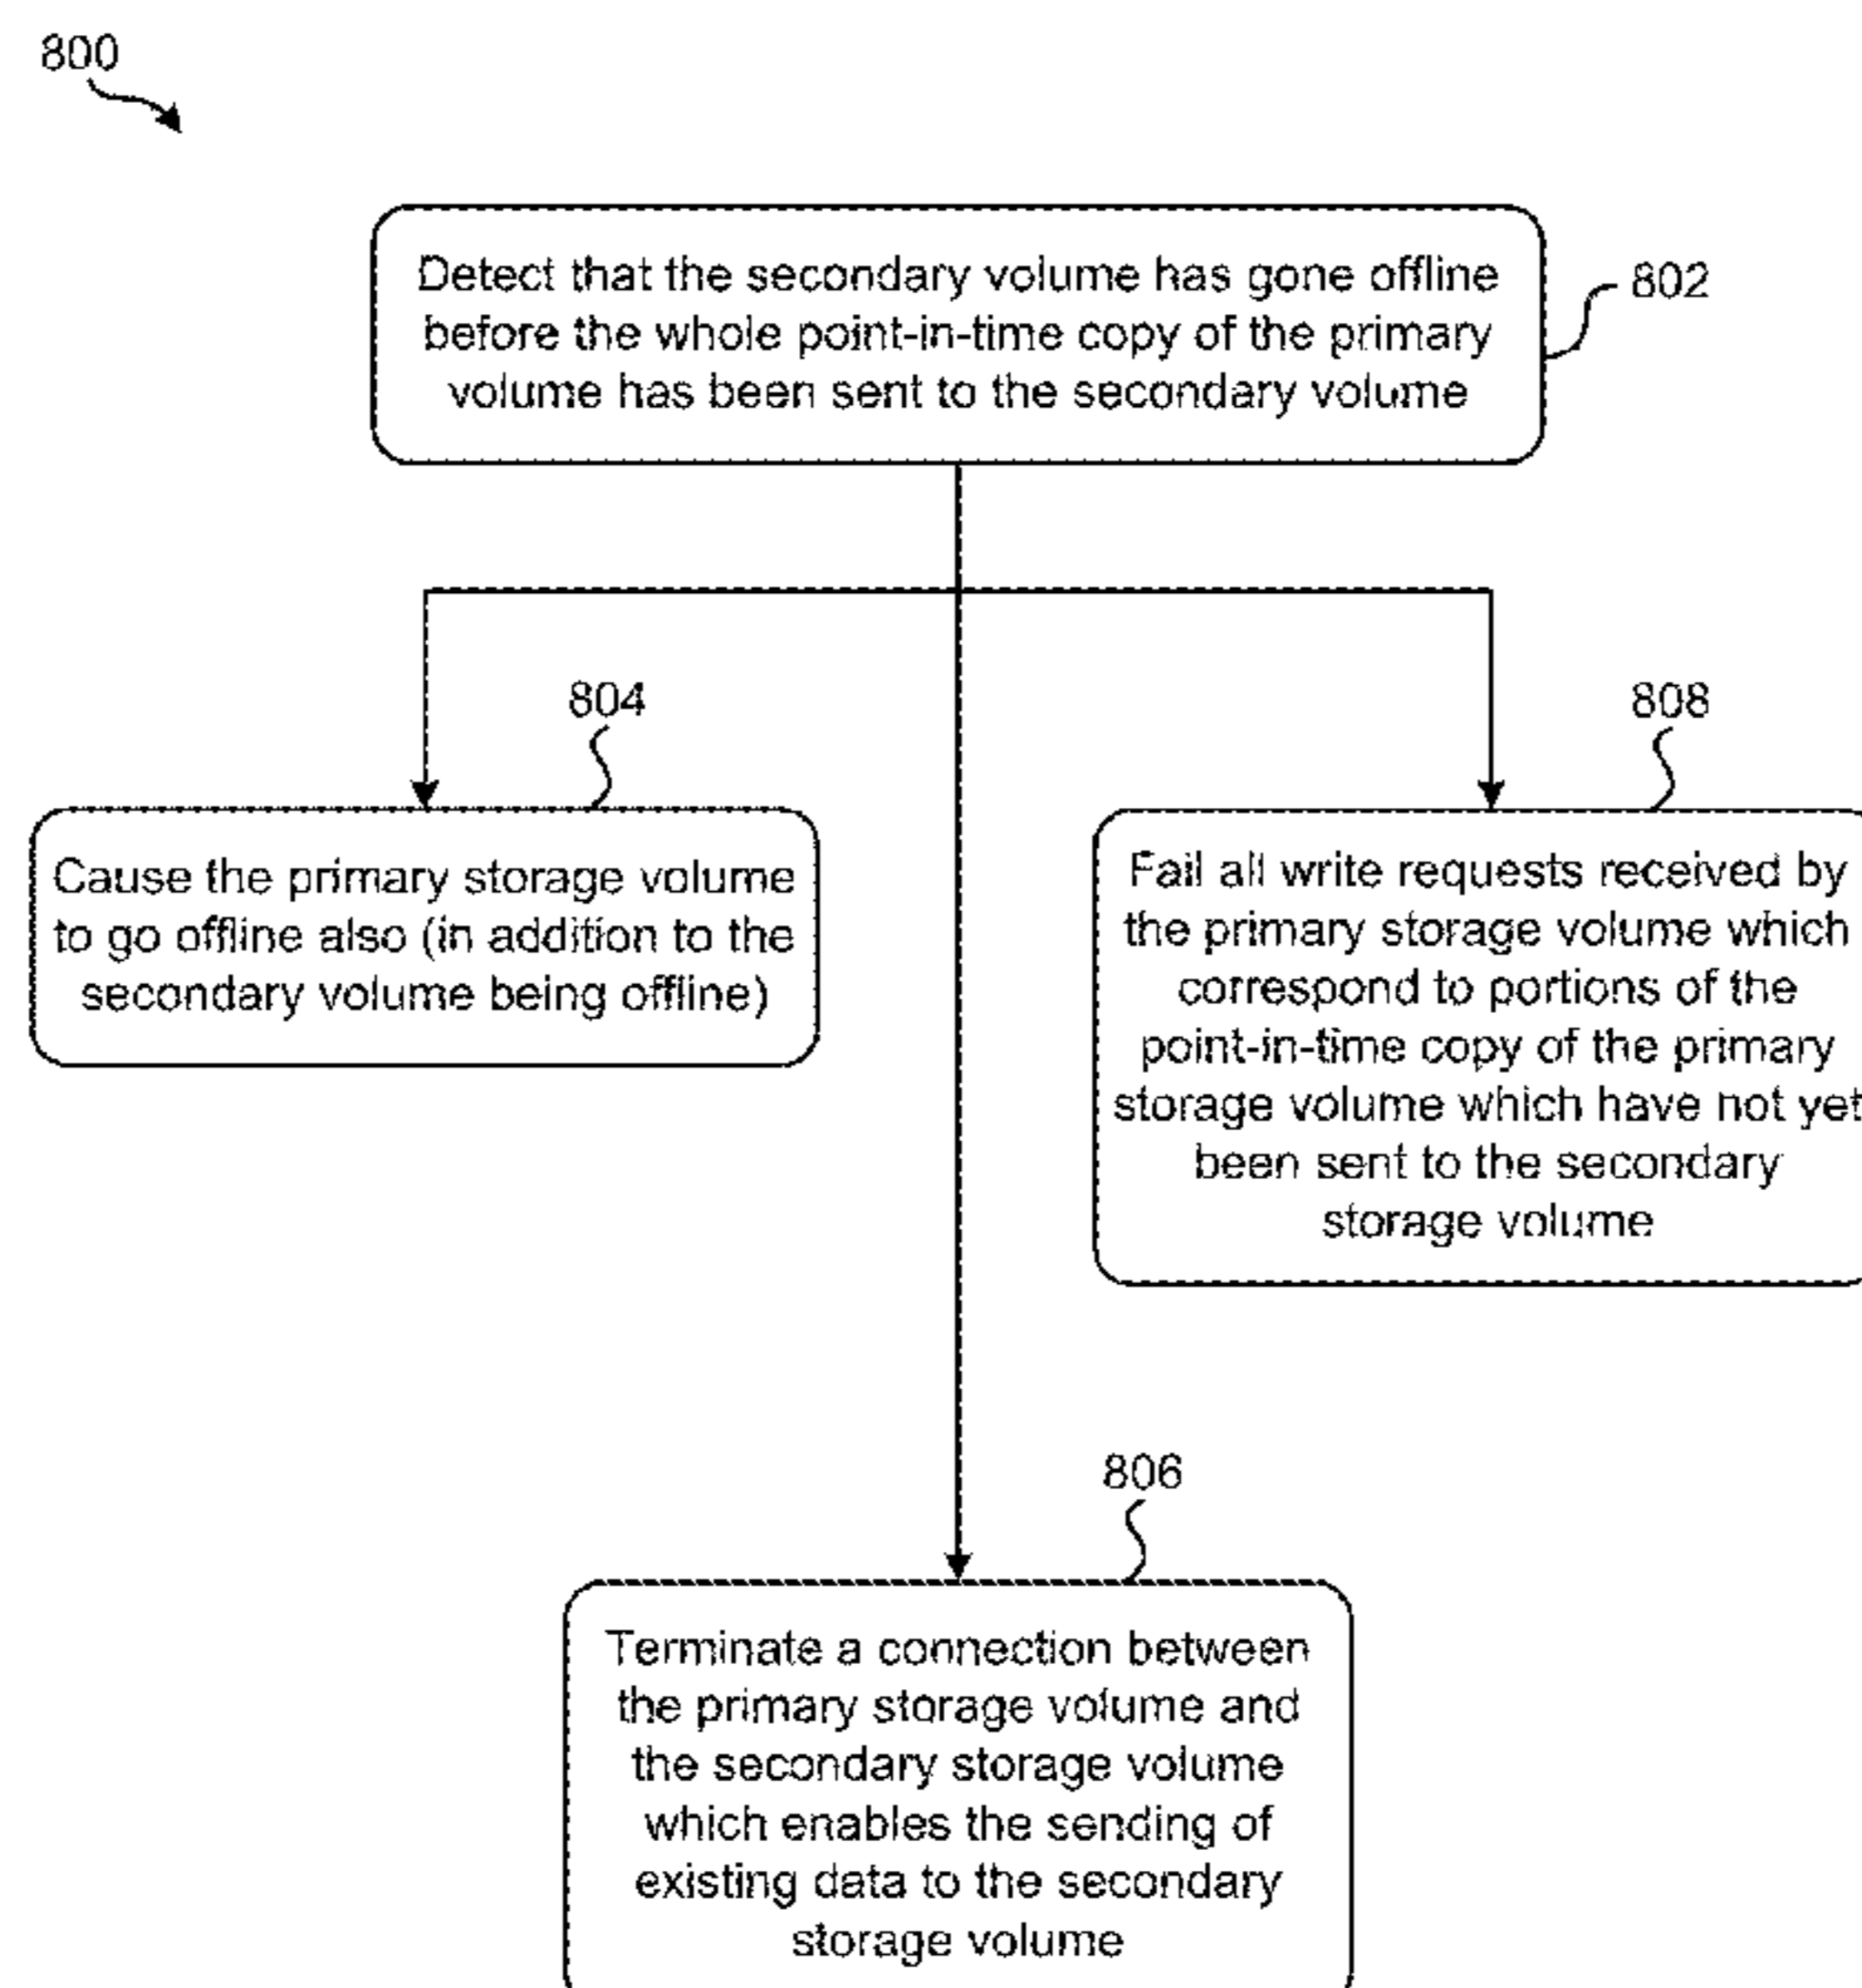 800
Detect that the secondary volume has gone offline
before the whole point-in-time copy of the primary
volume has been sent to the secondary volume
802
804
Cause the primary storage volume
to go offline also (in addition to the
secondary volume being offline)
808
Fail all write requests received by
the primary storage volume which
correspond to portions of the
point-in-time copy of the primary
storage volume which have not yet
been sent to the secondary
storage volume
806
Terminate a connection between
the primary storage volume and
the secondary storage volume
which enables the sending of
existing data to the secondary
storage volume